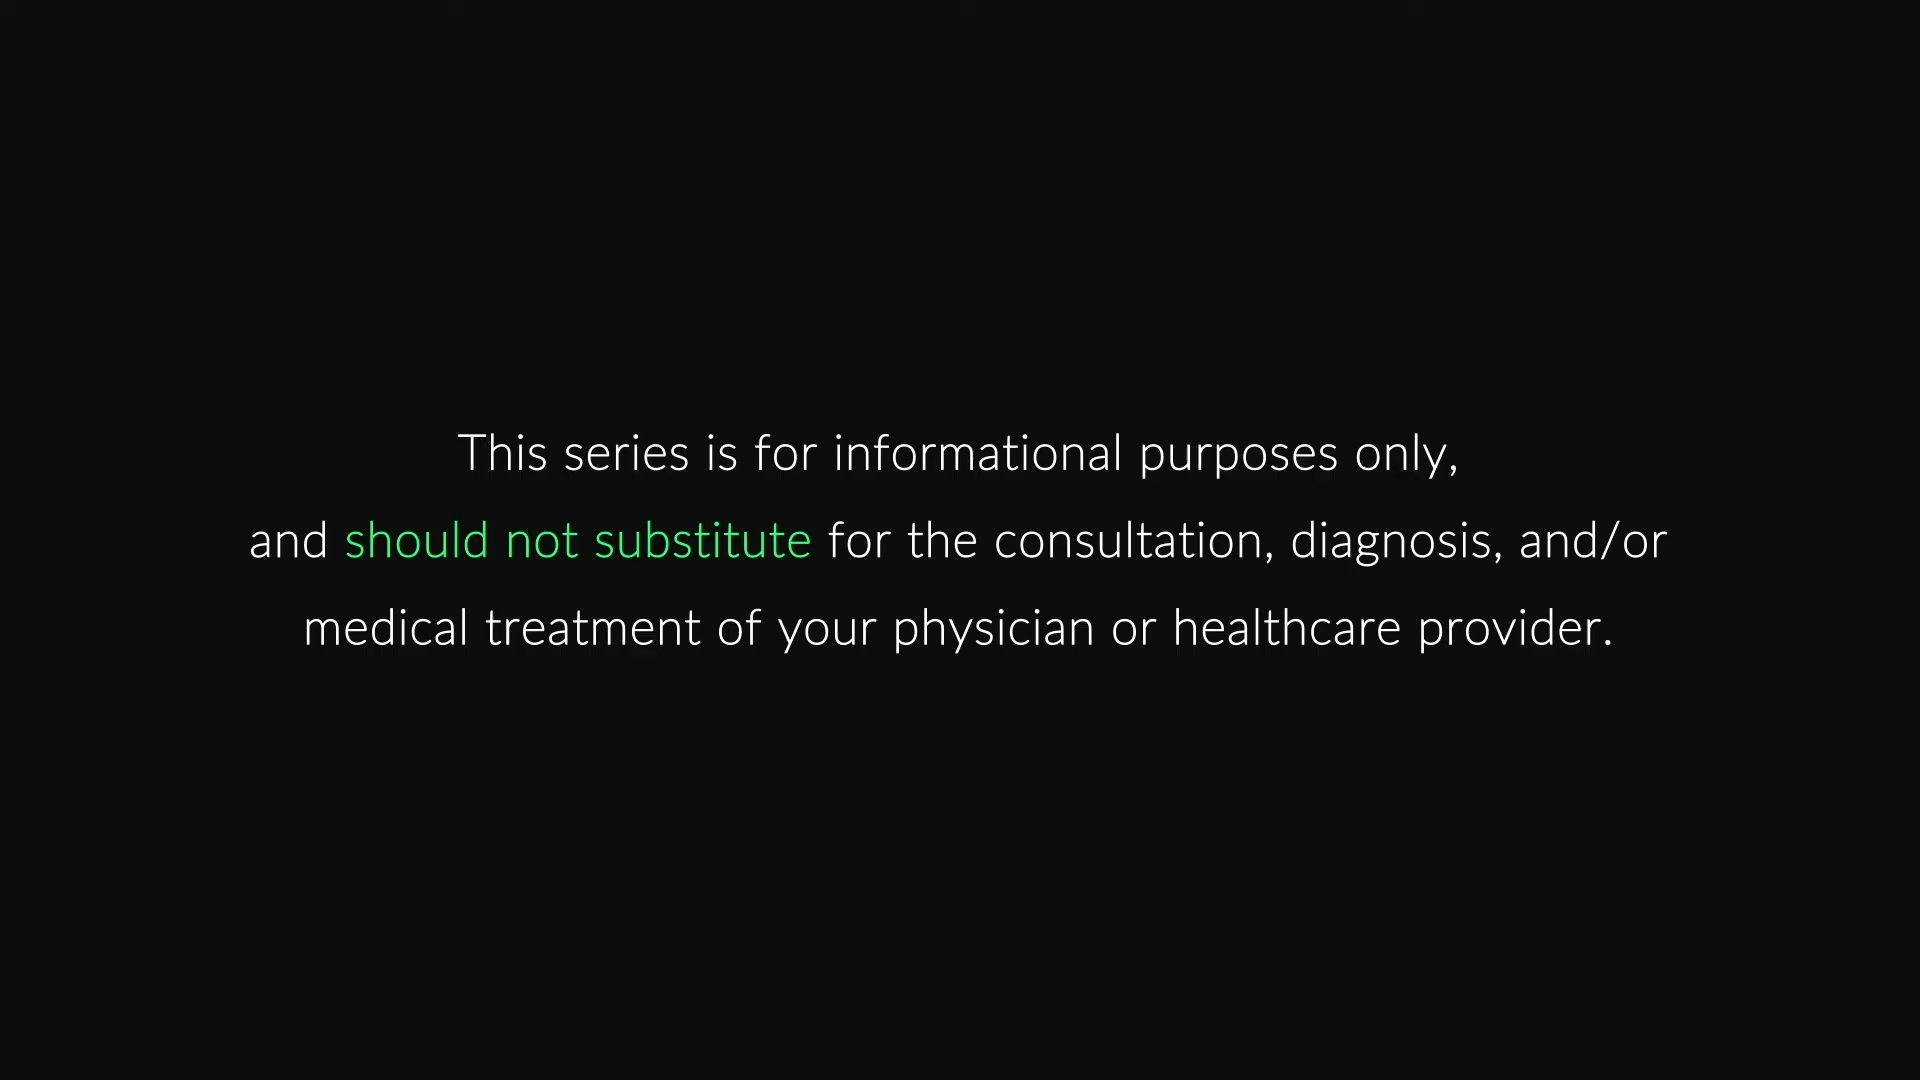 This series is for informational purposes only,
and should not substitute for the consultation, diagnosis, and/or
medical treatment of your physician or healthcare provider.